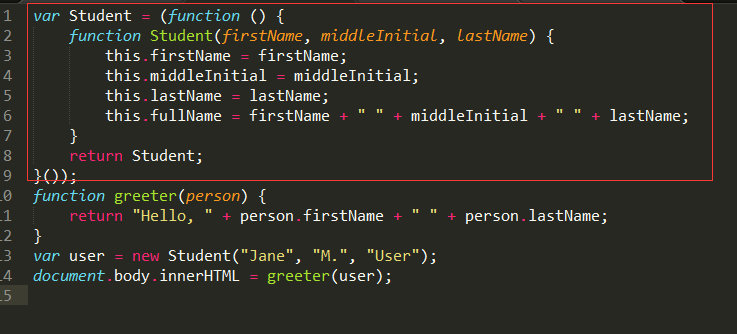 1 var Student = (function () {
2     function Student(firstName, middleInitial, lastName) {
3         this.firstName = firstName;
4         this.middleInitial = middleInitial;
5         this.lastName = lastName;
6         this.fullName = firstName + " " + middleInitial + " " + lastName;
7     }
8     return Student;
9 }());
10 function greeter(person) {
11     return "Hello, " + person.firstName + " " + person.lastName;
12 }
13 var user = new Student("Jane", "M.", "User");
14 document.body.innerHTML = greeter(user);
15